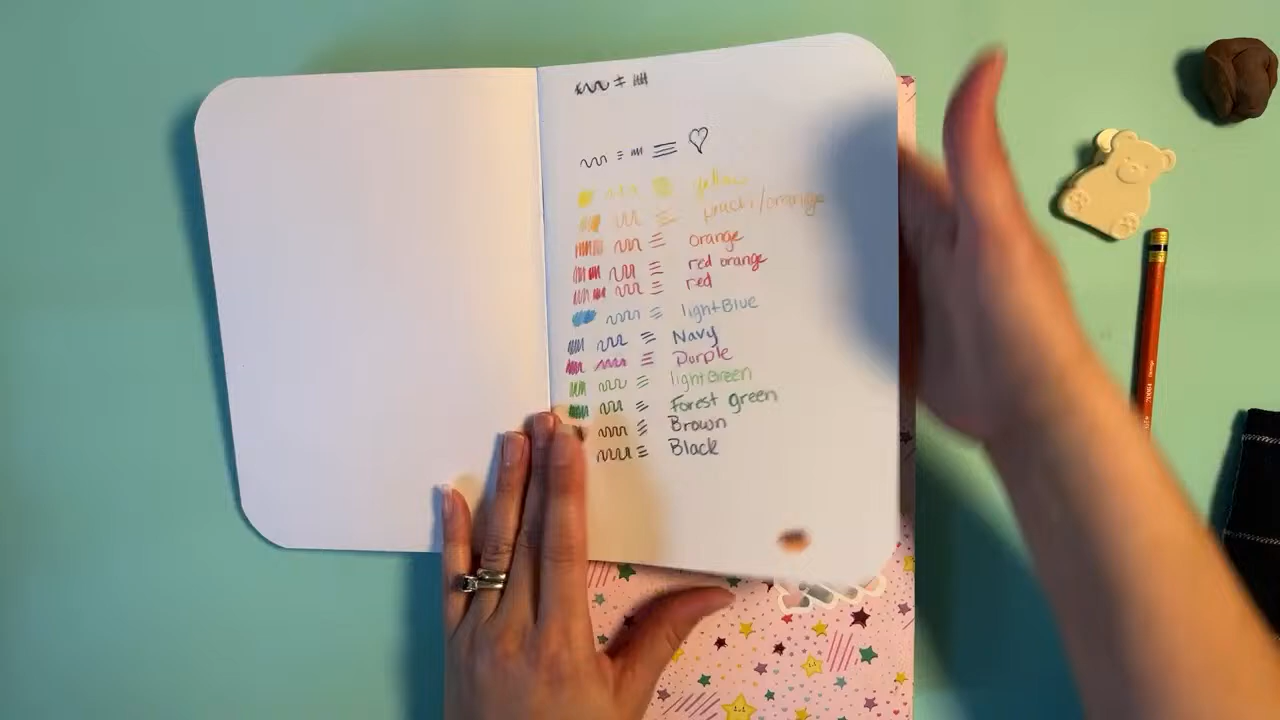 yellow
peach/orange
orange
red orange
red
lightBlue
Navy
Purple
lightGreen
Forest green
Brown
Black